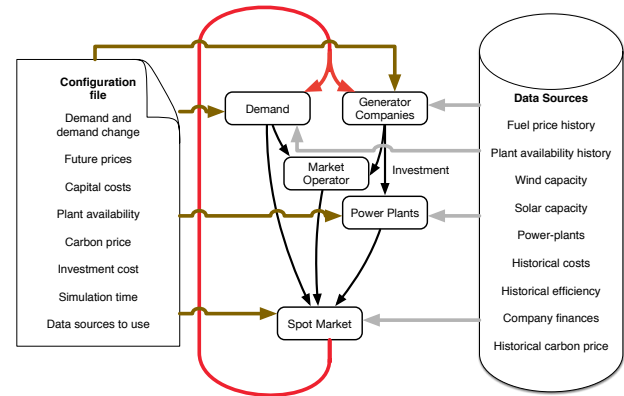 Configuration
file
Demand and
demand change
Future prices
Capital costs
Plant availability
Carbon price
Investment cost
Simulation time
Data sources to use
Demand
Generator
Companies
Market
Operator
Investment
Power Plants
Spot Market
Data Sources
Fuel price history
Plant availability history
Wind capacity
Solar capacity
Power-plants
Historical costs
Historical efficiency
Company finances
Historical carbon price